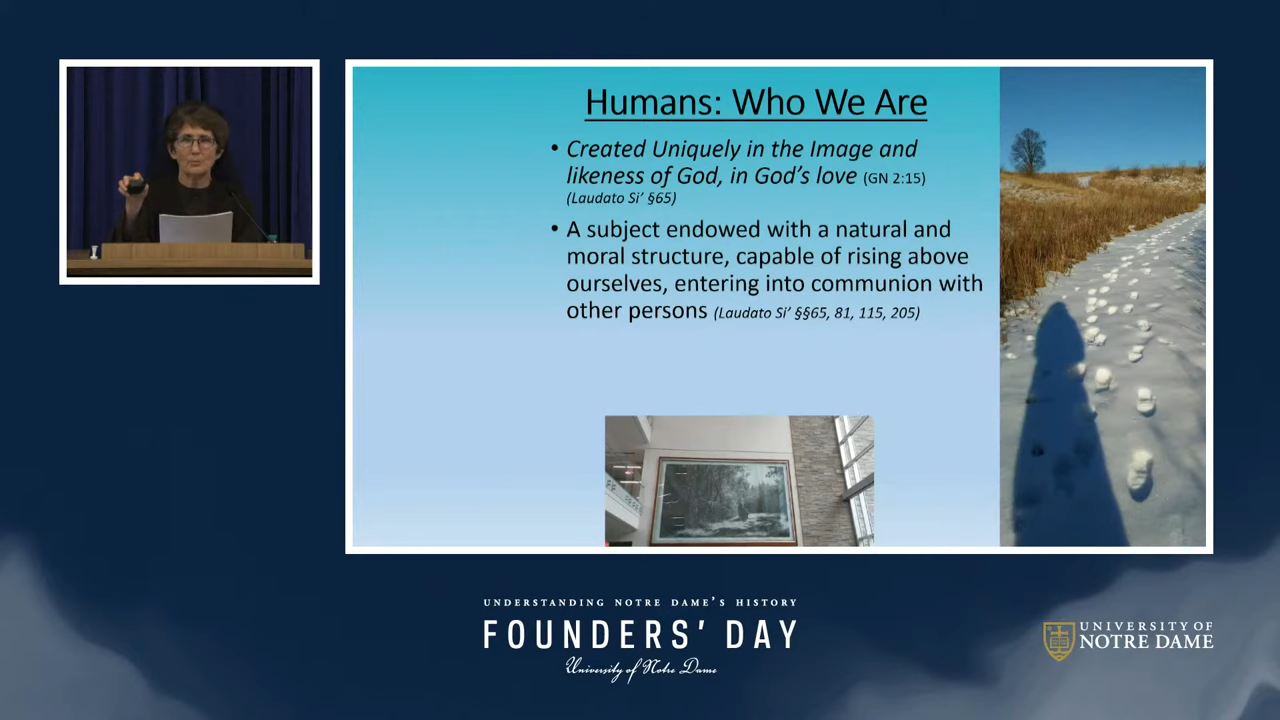 Humans: Who We Are
• Created Uniquely in the Image and
likeness of God, in God's love (GN 2:15)
(Laudato Si' §65)
• A subject endowed with a natural and
moral structure, capable of rising above
ourselves, entering into communion with
other persons (Laudato Si' §§65, 81, 115, 205)
UNDERSTANDING NOTRE DAME'S HISTORY
FOUNDERS' DAY
University of Notre Dame
UNIVERSITY OF
NOTRE DAME